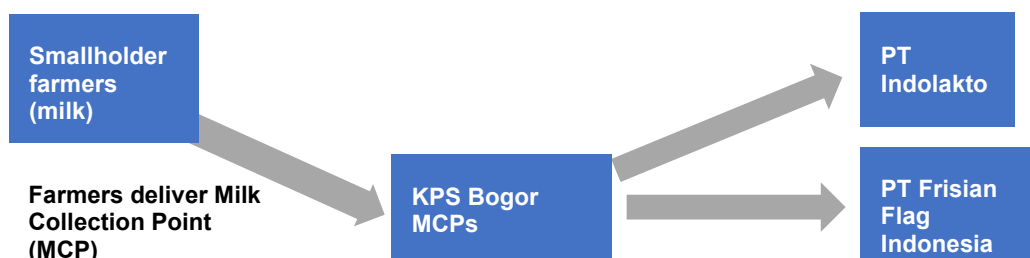 Smallholder
farmers
(milk)
PT
Indolakto
Farmers deliver Milk
Collection Point
(MCP)
KPS Bogor
MCPs
PT Frisian
Flag
Indonesia